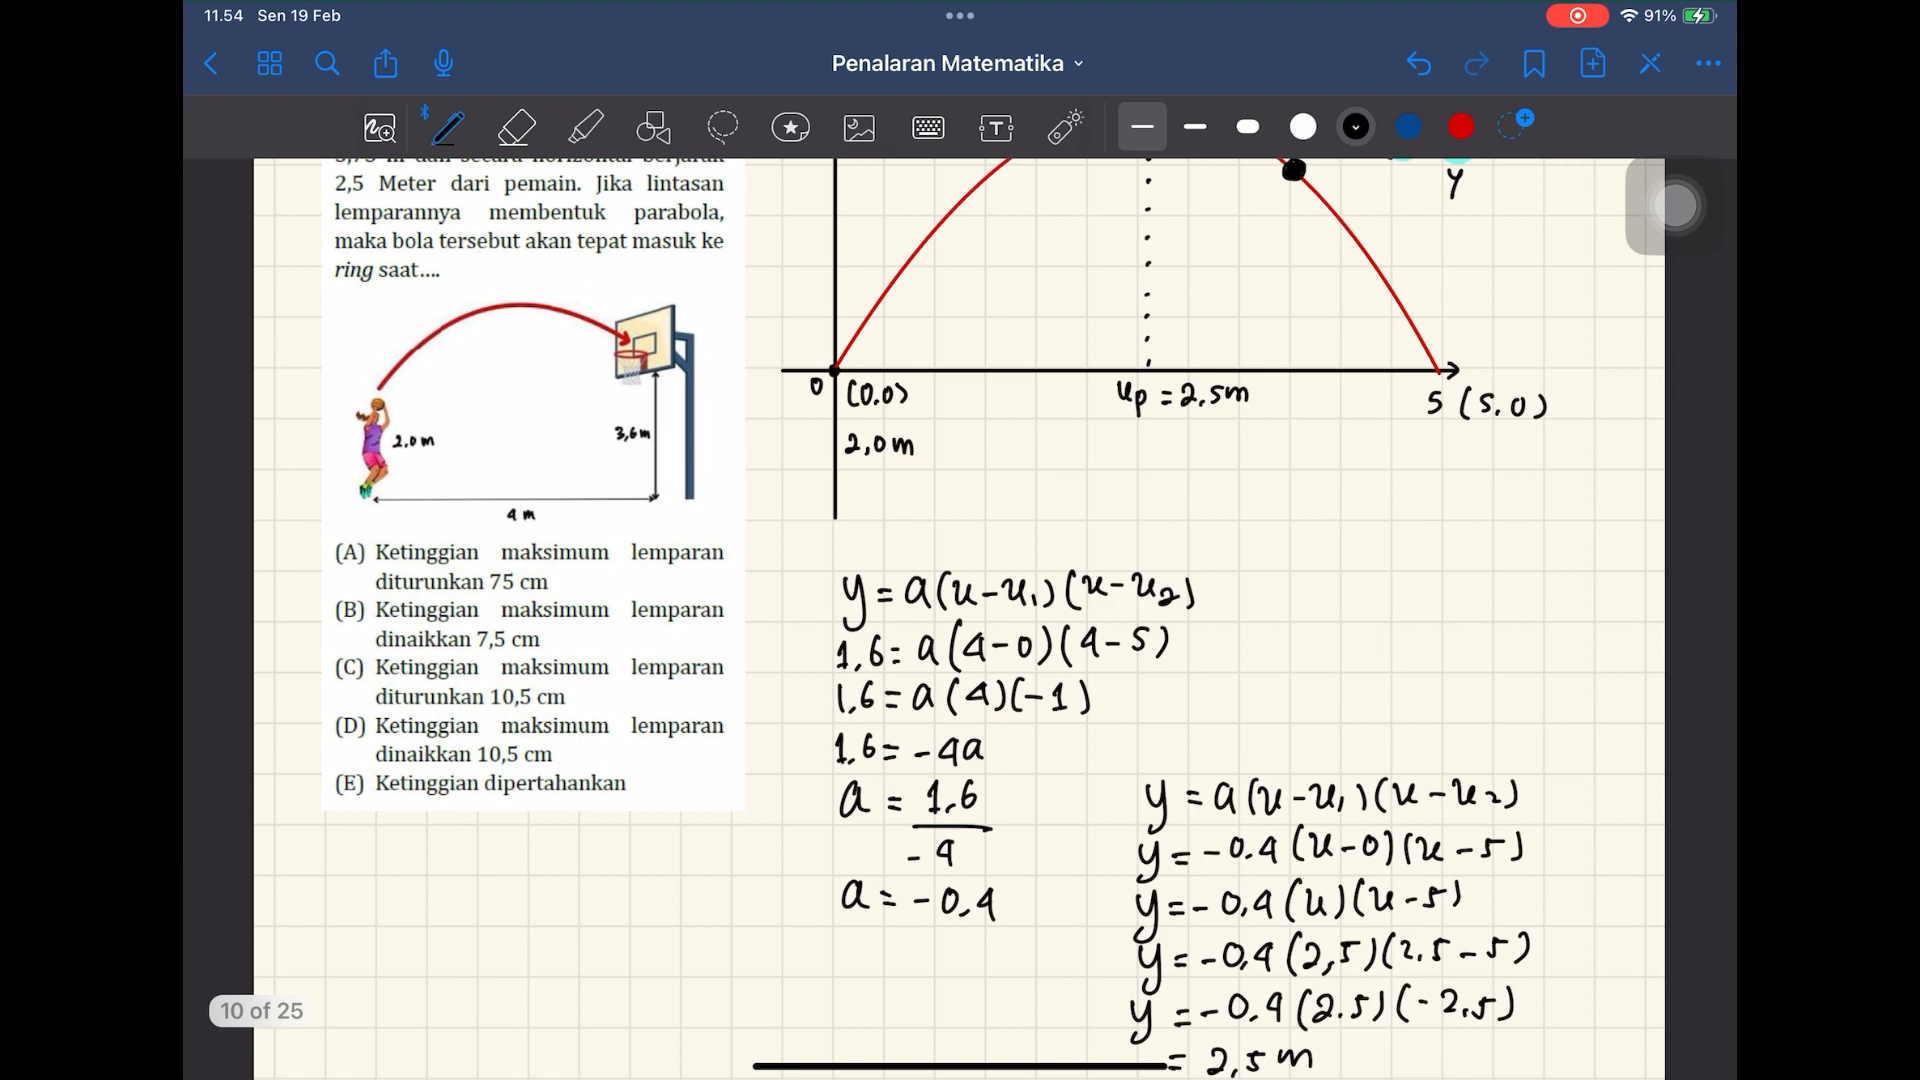 11.54 Sen 19 Feb
91%
Penalaran Matematika
2,5 Meter dari pemain. Jika lintasan
lemparannya membentuk parabola,
maka bola tersebut akan tepat masuk ke
ring saat....
2,0 m
3,6 m
4 m
(A) Ketinggian maksimum lemparan
diturunkan 75 cm
(B) Ketinggian maksimum lemparan
dinaikkan 7,5 cm
(C) Ketinggian maksimum lemparan
diturunkan 10,5 cm
(D) Ketinggian maksimum lemparan
dinaikkan 10,5 cm
(E) Ketinggian dipertahankan
10 of 25
y
0 (0.0)
xp = 2,5m
5 (5.0)
2,0 m
y = a(x-x₁)(x-x₂)
1,6 = a(4-0)(4-5)
1,6 = a(4)(-1)
1.6 = -4a
a = 1.6
-4
a = -0.4
y = a(x-x₁)(x-x₂)
y = -0.4(x-0)(x-5)
y = -0,4(x)(x-5)
y = -0,4(2,5)(2,5-5)
y = -0.4(2.5)(-2,5)
= 2,5 m